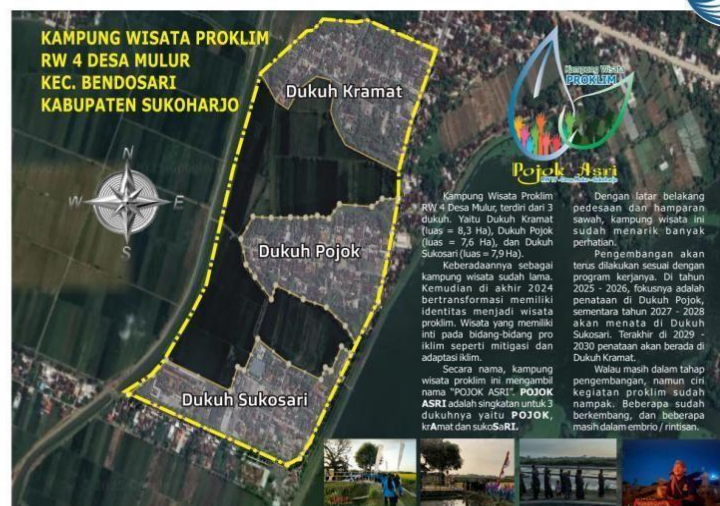 KAMPUNG WISATA PROKLIM
RW 4 DESA MULUR
KEC. BENDOSARI
KABUPATEN SUKOHARJO
N
W
E
S
Dukuh Kramat
Dukuh Pojok
Dukuh Sukosari
Kampung Wisata
PROKLIM
Pojok Asri
Kampung Wisata Proklim
RW 4 Desa Mulur, terdiri dari 3
dukuh. Yaitu Dukuh Kramat
(luas = 8,3 Ha), Dukuh Pojok
(luas = 7,6 Ha), dan Dukuh
Sukosari (luas = 7,9 Ha).
Keberadaannya sebagai
kampung wisata sudah lama.
Kemudian di akhir 2024
bertransformasi memiliki
identitas menjadi wisata
proklim. Wisata yang memiliki
inti pada bidang-bidang pro
iklim seperti mitigasi dan
adaptasi iklim.
Secara nama, kampung
wisata proklim ini mengambil
nama "POJOK ASRI". POJOK
ASRI adalah singkatan untuk 3
dukuhnya yaitu POJOK,
krAmat dan sukoSaRI.
Dengan latar belakang
pedesaan dan hamparan
sawah, kampung wisata ini
sudah menarik banyak
perhatian.
Pengembangan akan
terus dilakukan sesuai dengan
program kerjanya. Di tahun
2025 - 2026, fokusnya adalah
penataan di Dukuh Pojok,
sementara tahun 2027 - 2028
akan menata di Dukuh
Sukosari. Terakhir di 2029 -
2030 penataan akan berada di
Dukuh Kramat.
Walau masih dalam tahap
pengembangan, namun ciri
kegiatan proklim sudah
nampak. Beberapa sudah
berkembang, dan beberapa
masih dalam embrio / rintisan.